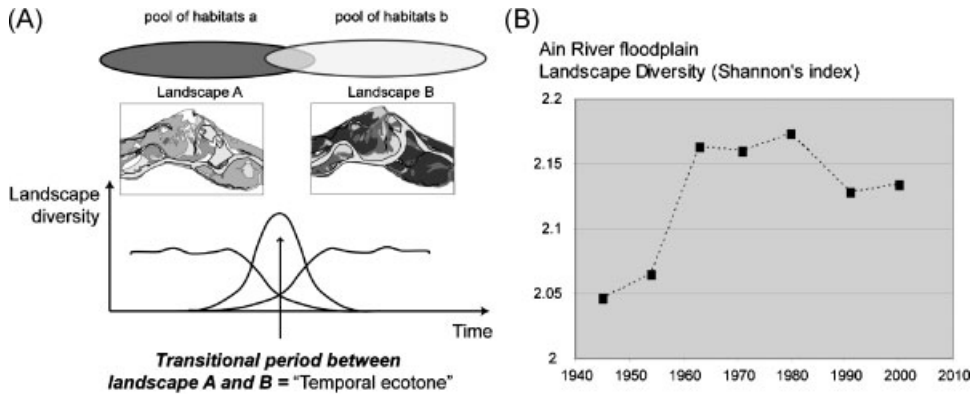 (A)
pool of habitats a
pool of habitats b
Landscape A
Landscape B
Landscape
diversity
Time
Transitional period between
landscape A and B = “Temporal ecotone”
(B)
Ain River floodplain
Landscape Diversity (Shannon's index)
2.2
2.15
2.1
2.05
2
1940 1950 1960 1970 1980 1990 2000 2010